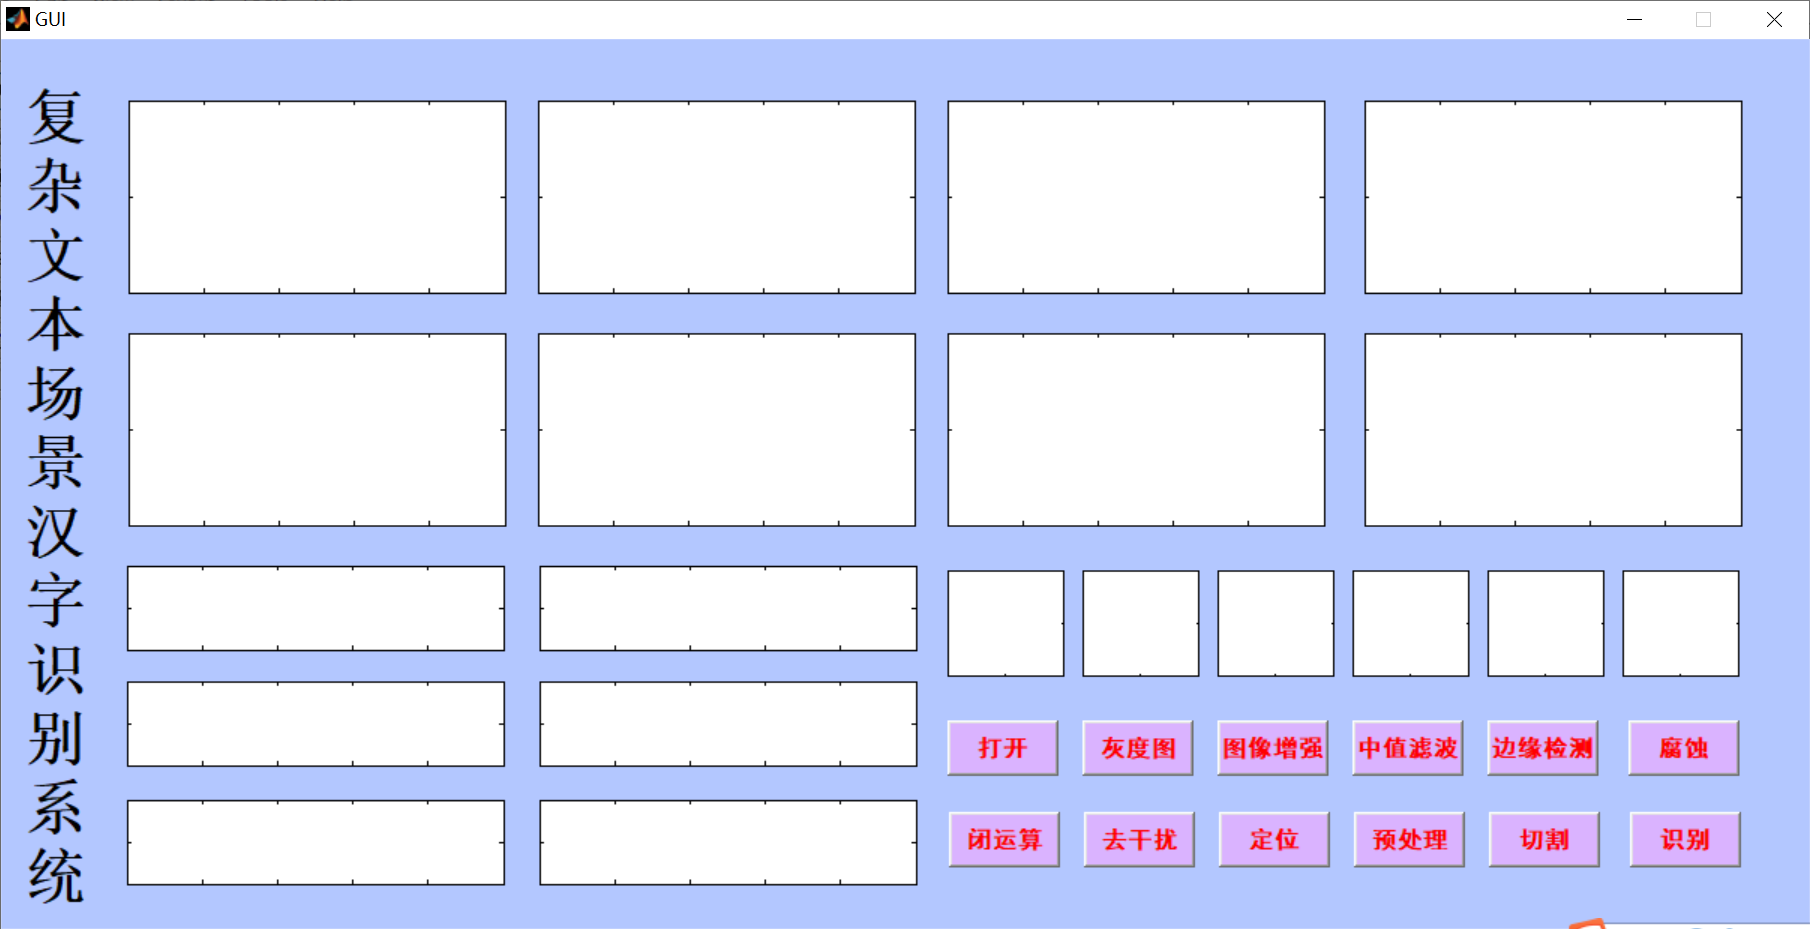 GUI
复杂文本场景汉字识别系统
打开
灰度图
图像增强
中值滤波
边缘检测
腐蚀
闭运算
去干扰
定位
预处理
切割
识别